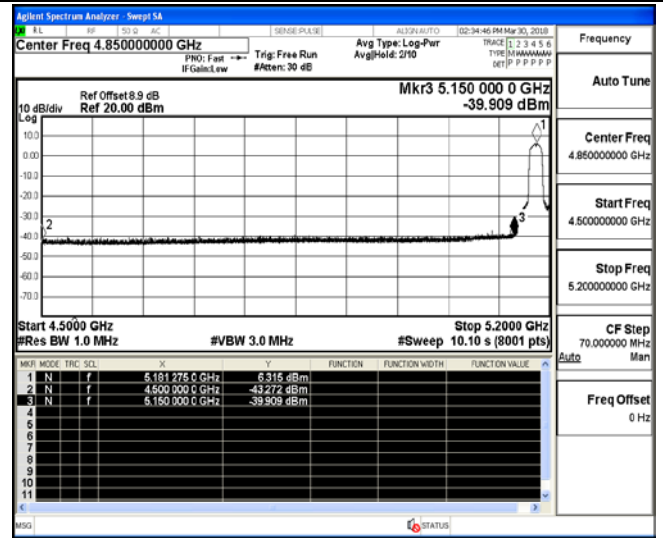 Agilent Spectrum Analyzer - Swept SA
RL RF 50 Ω AC SENSE:PULSE ALIGN AUTO 02:34:46 PM Mar 30, 2018
Center Freq 4.850000000 GHz
PNO: Fast
IFGain:Low
Trig: Free Run
#Atten: 30 dB
Avg Type: Log-Pwr
Avg|Hold: 2/10
TRACE 1 2 3 4 5 6
TYPE MWWWWW
DET P P P P P P
Ref Offset 8.9 dB
10 dB/div Ref 20.00 dBm
Log
Mkr3 5.150 000 0 GHz
-39.909 dBm
10.0
0.00
-10.0
-20.0
-30.0
-40.0
-50.0
-60.0
-70.0
1
2
3
Start 4.5000 GHz Stop 5.2000 GHz
#Res BW 1.0 MHz #VBW 3.0 MHz #Sweep 10.10 s (8001 pts)
MKR MODE TRC SCL X Y FUNCTION FUNCTION WIDTH FUNCTION VALUE
1 N f 5.181 275 0 GHz 6.315 dBm
2 N f 4.500 000 0 GHz -43.272 dBm
3 N f 5.150 000 0 GHz -39.909 dBm
4
5
6
7
8
9
10
11
MSG STATUS
Frequency
Auto Tune
Center Freq
4.850000000 GHz
Start Freq
4.500000000 GHz
Stop Freq
5.200000000 GHz
CF Step
70.000000 MHz
Auto Man
Freq Offset
0 Hz